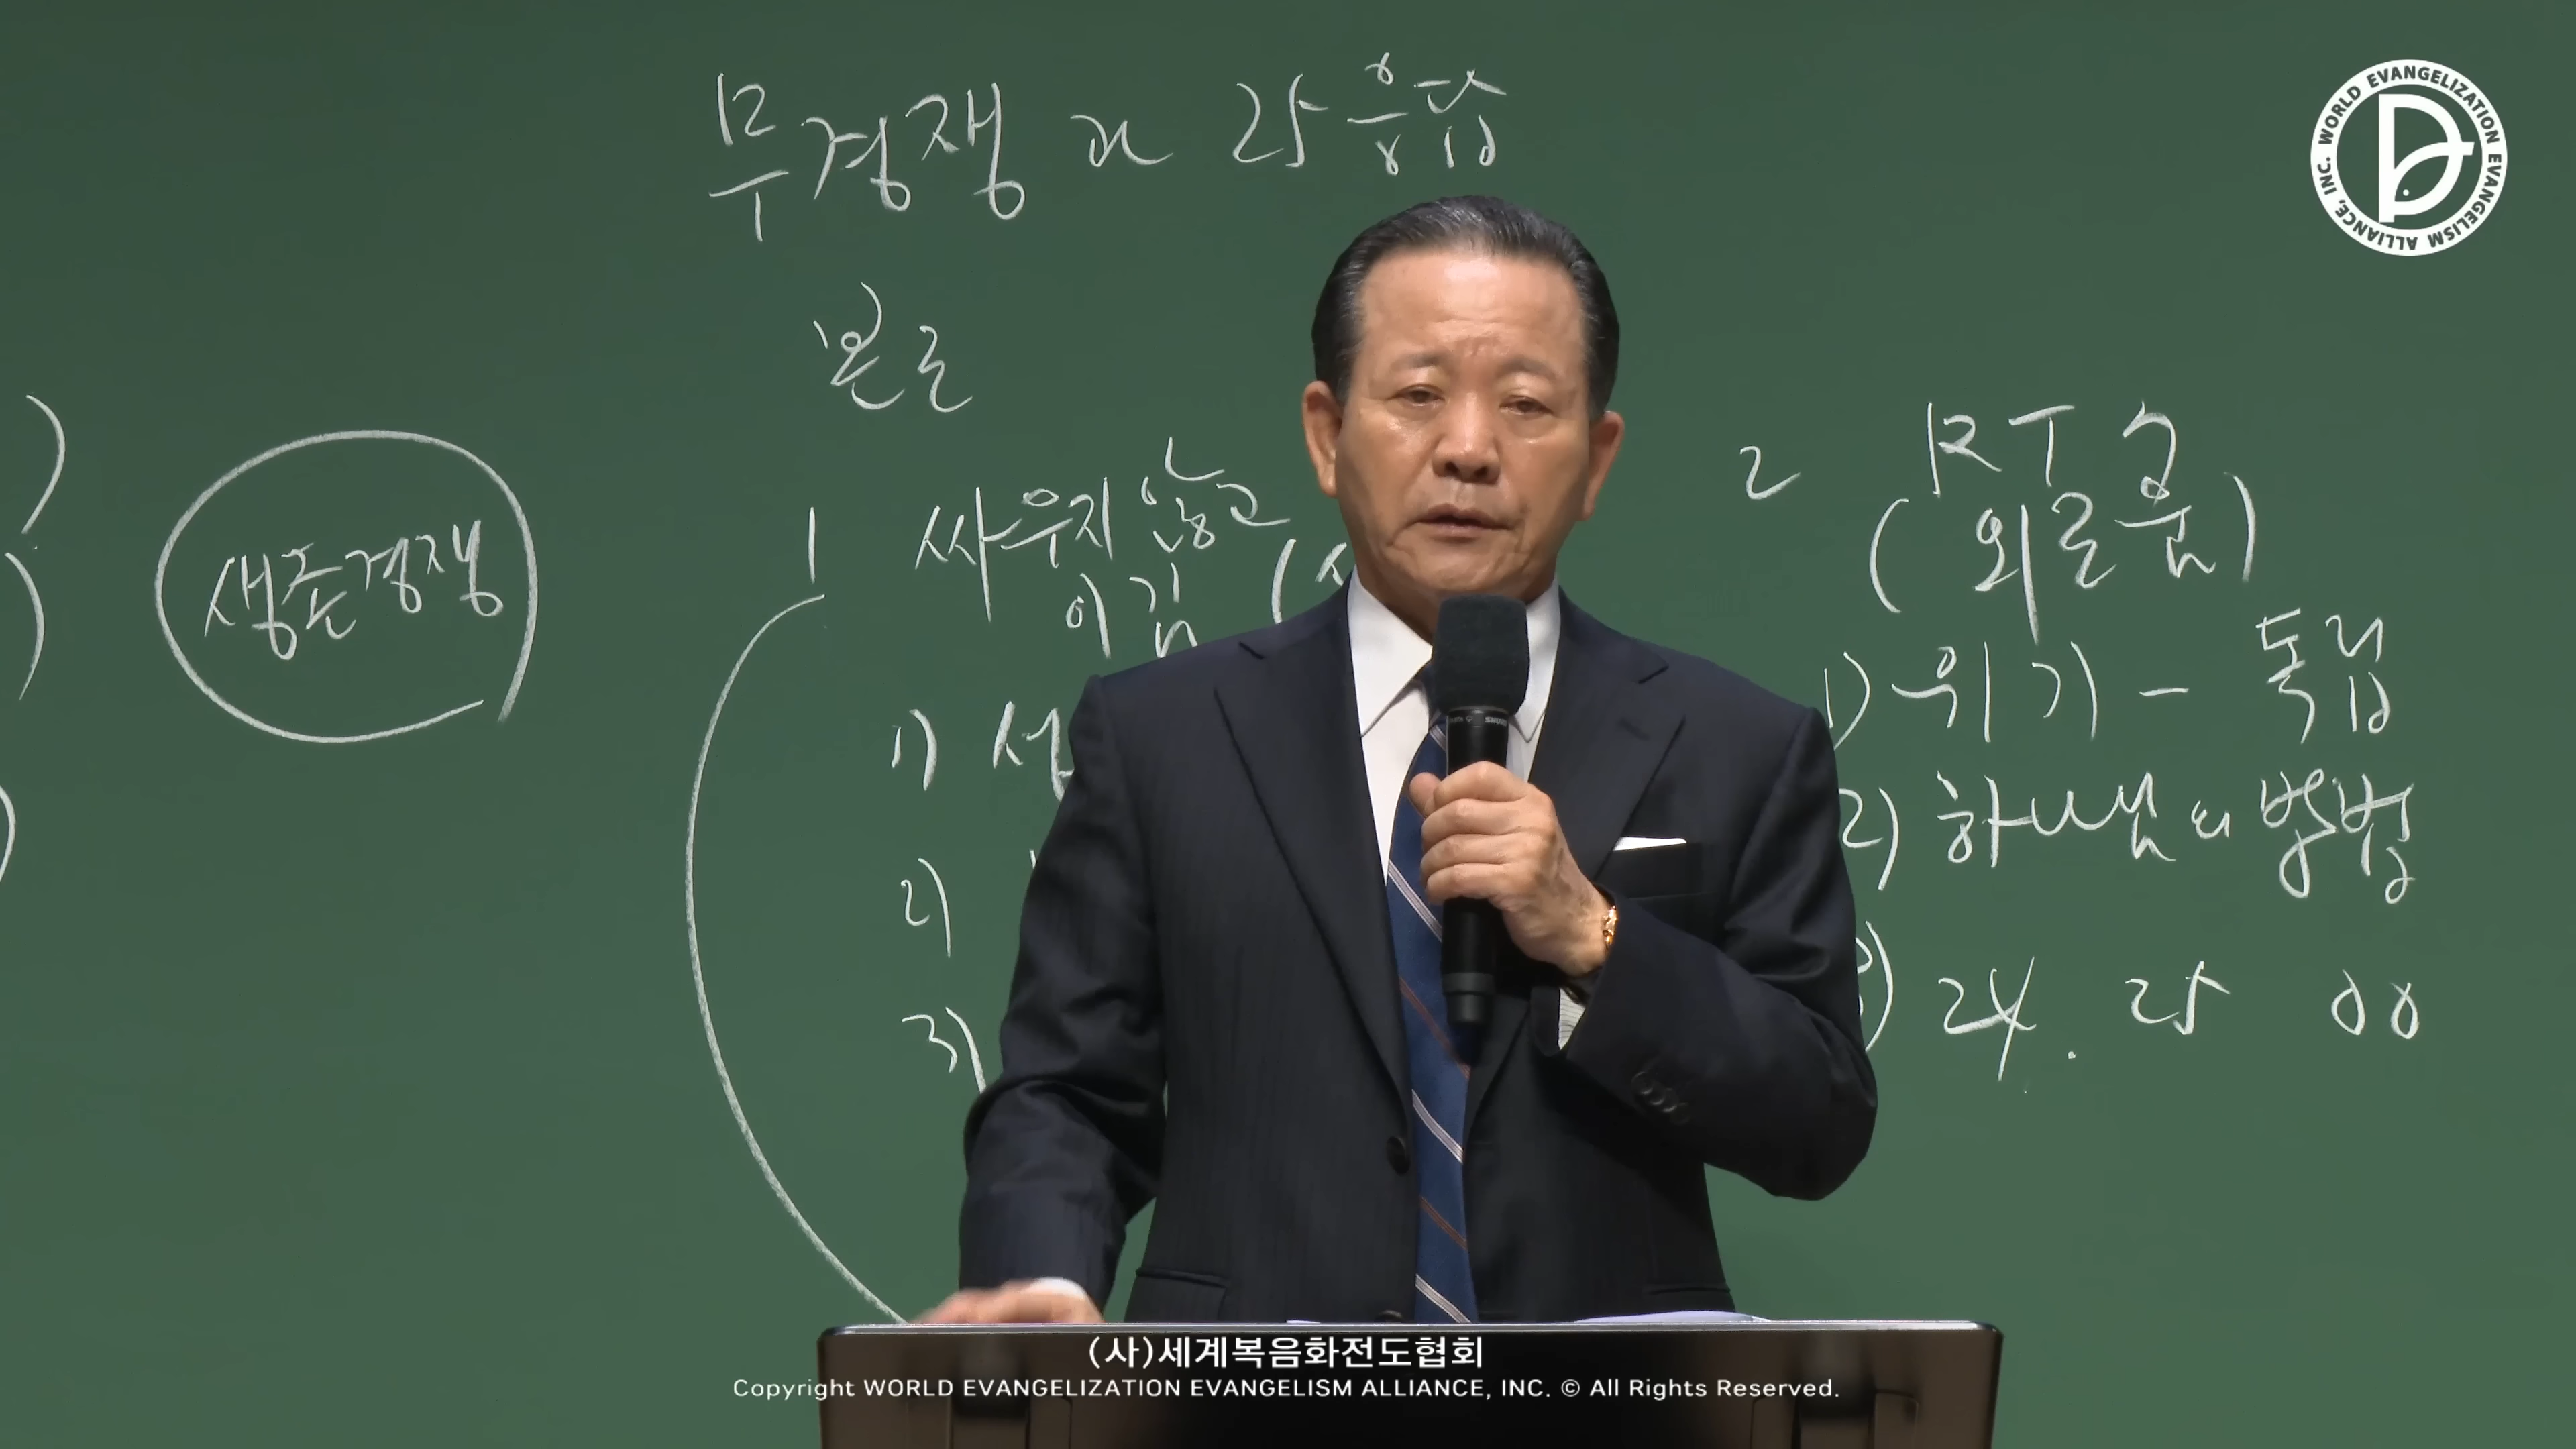 무경쟁 25 응답
본론
생존경쟁
1 싸우지 않고
이김 (
1)
2)
3)
2 RT
(외로움)
1) 위기 - 독립
2) 하나님의 방법
3) 24. 25 00
WORLD EVANGELIZATION EVANGELISM ALLIANCE, INC.
(사)세계복음화전도협회
Copyright WORLD EVANGELIZATION EVANGELISM ALLIANCE, INC. © All Rights Reserved.